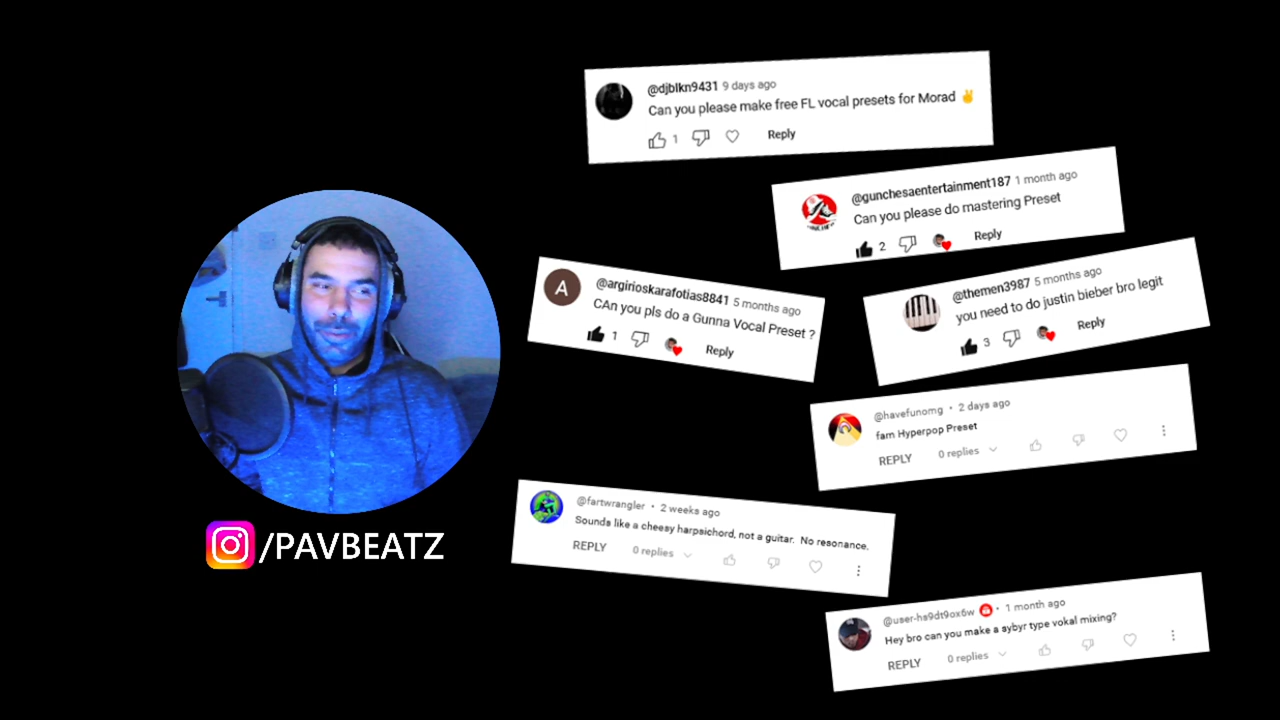 @djblkn9431 9 days ago
Can you please make free FL vocal presets for Morad ✌
1 Reply
@gunchesaentertainment187 1 month ago
Can you please do mastering Preset
2 Reply
A
@argirioskarafotias8841 5 months ago
CAn you pls do a Gunna Vocal Preset ?
1 Reply
@themen3987 5 months ago
you need to do justin bieber bro legit
3 Reply
@havefunomg • 2 days ago
fam Hyperpop Preset
REPLY 0 replies
@fartwrangler • 2 weeks ago
Sounds like a cheesy harpsichord, not a guitar. No resonance.
REPLY 0 replies
/PAVBEATZ
@user-hs9dt9ox6w • 1 month ago
Hey bro can you make a sybyr type vokal mixing?
REPLY 0 replies